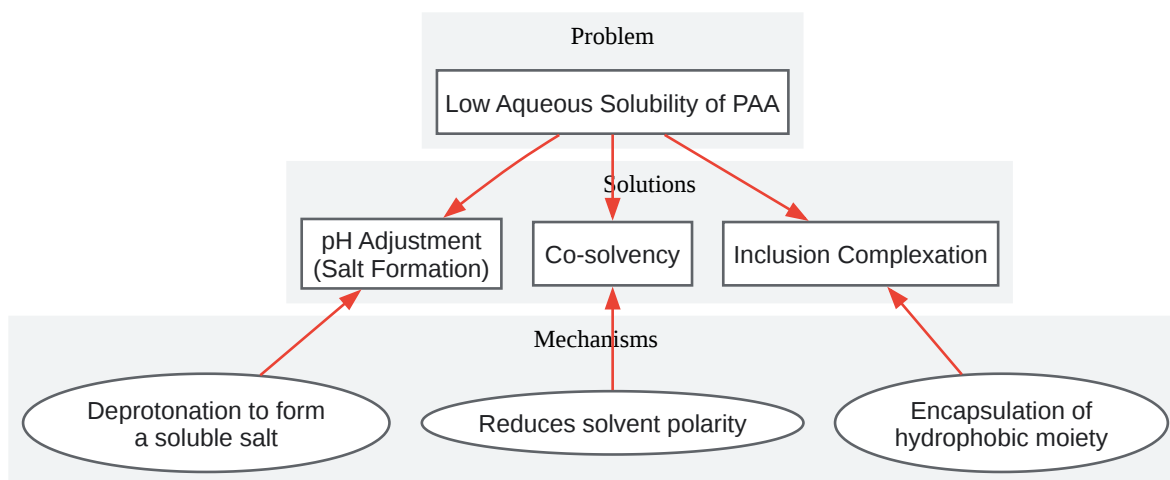 Problem
Low Aqueous Solubility of PAA
Solutions
pH Adjustment
(Salt Formation)
Co-solvency
Inclusion Complexation
Mechanisms
Deprotonation to form
a soluble salt
Reduces solvent polarity
Encapsulation of
hydrophobic moiety